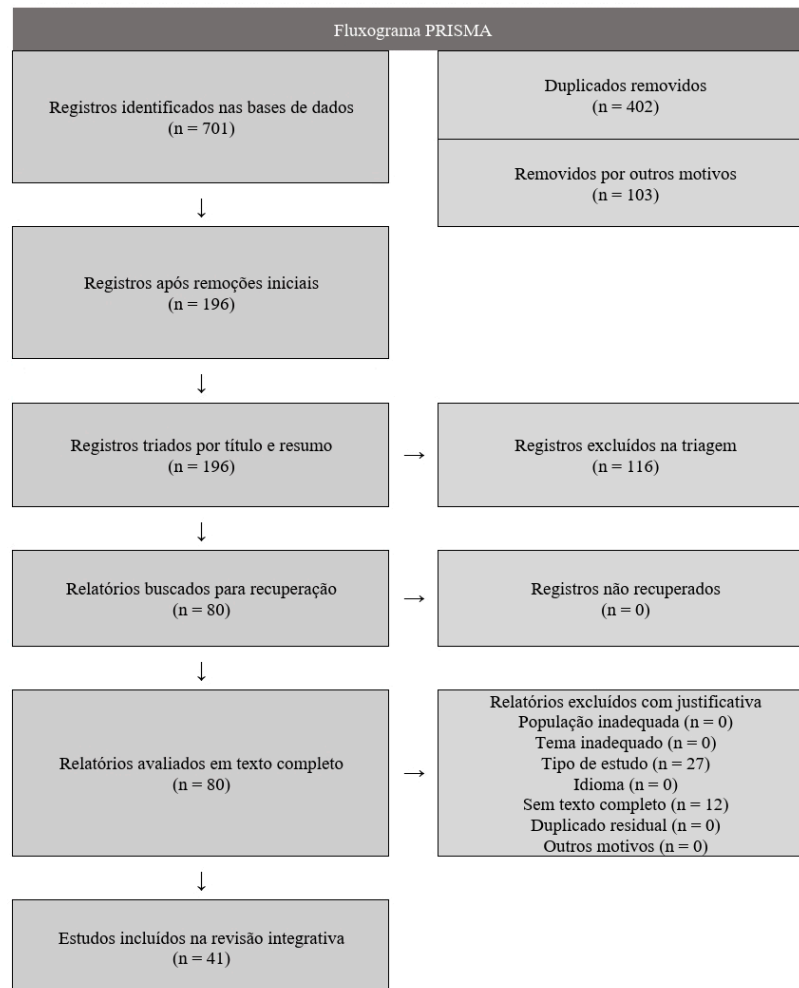 Fluxograma PRISMA
Registros identificados nas bases de dados
(n = 701)
Duplicados removidos
(n = 402)
Removidos por outros motivos
(n = 103)
↓
Registros após remoções iniciais
(n = 196)
↓
Registros triados por título e resumo
(n = 196)
→
Registros excluídos na triagem
(n = 116)
↓
Relatórios buscados para recuperação
(n = 80)
→
Registros não recuperados
(n = 0)
↓
Relatórios avaliados em texto completo
(n = 80)
→
Relatórios excluídos com justificativa
População inadequada (n = 0)
Tema inadequado (n = 0)
Tipo de estudo (n = 27)
Idioma (n = 0)
Sem texto completo (n = 12)
Duplicado residual (n = 0)
Outros motivos (n = 0)
↓
Estudos incluídos na revisão integrativa
(n = 41)